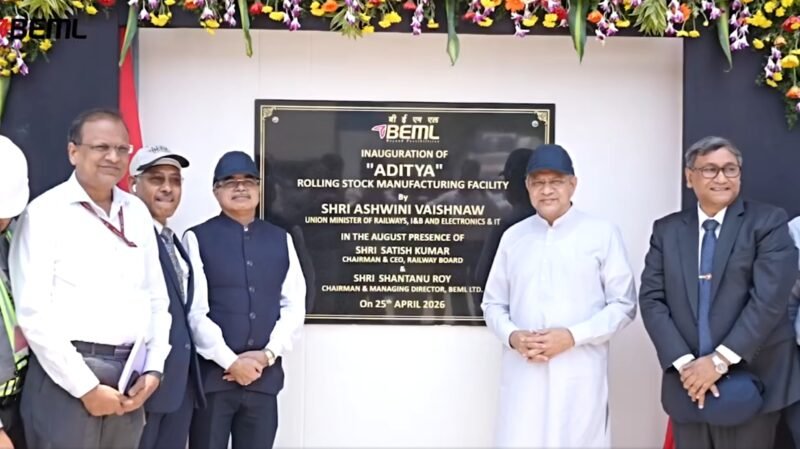 BEML
बी ई एम एल
BEML
Beyond Possibilities
INAUGURATION OF
"ADITYA"
ROLLING STOCK MANUFACTURING FACILITY
By
SHRI ASHWINI VAISHNAW
UNION MINISTER OF RAILWAYS, I&B AND ELECTRONICS & IT
IN THE AUGUST PRESENCE OF
SHRI SATISH KUMAR
CHAIRMAN & CEO, RAILWAY BOARD
&
SHRI SHANTANU ROY
CHAIRMAN & MANAGING DIRECTOR, BEML LTD.
On 25th APRIL 2026